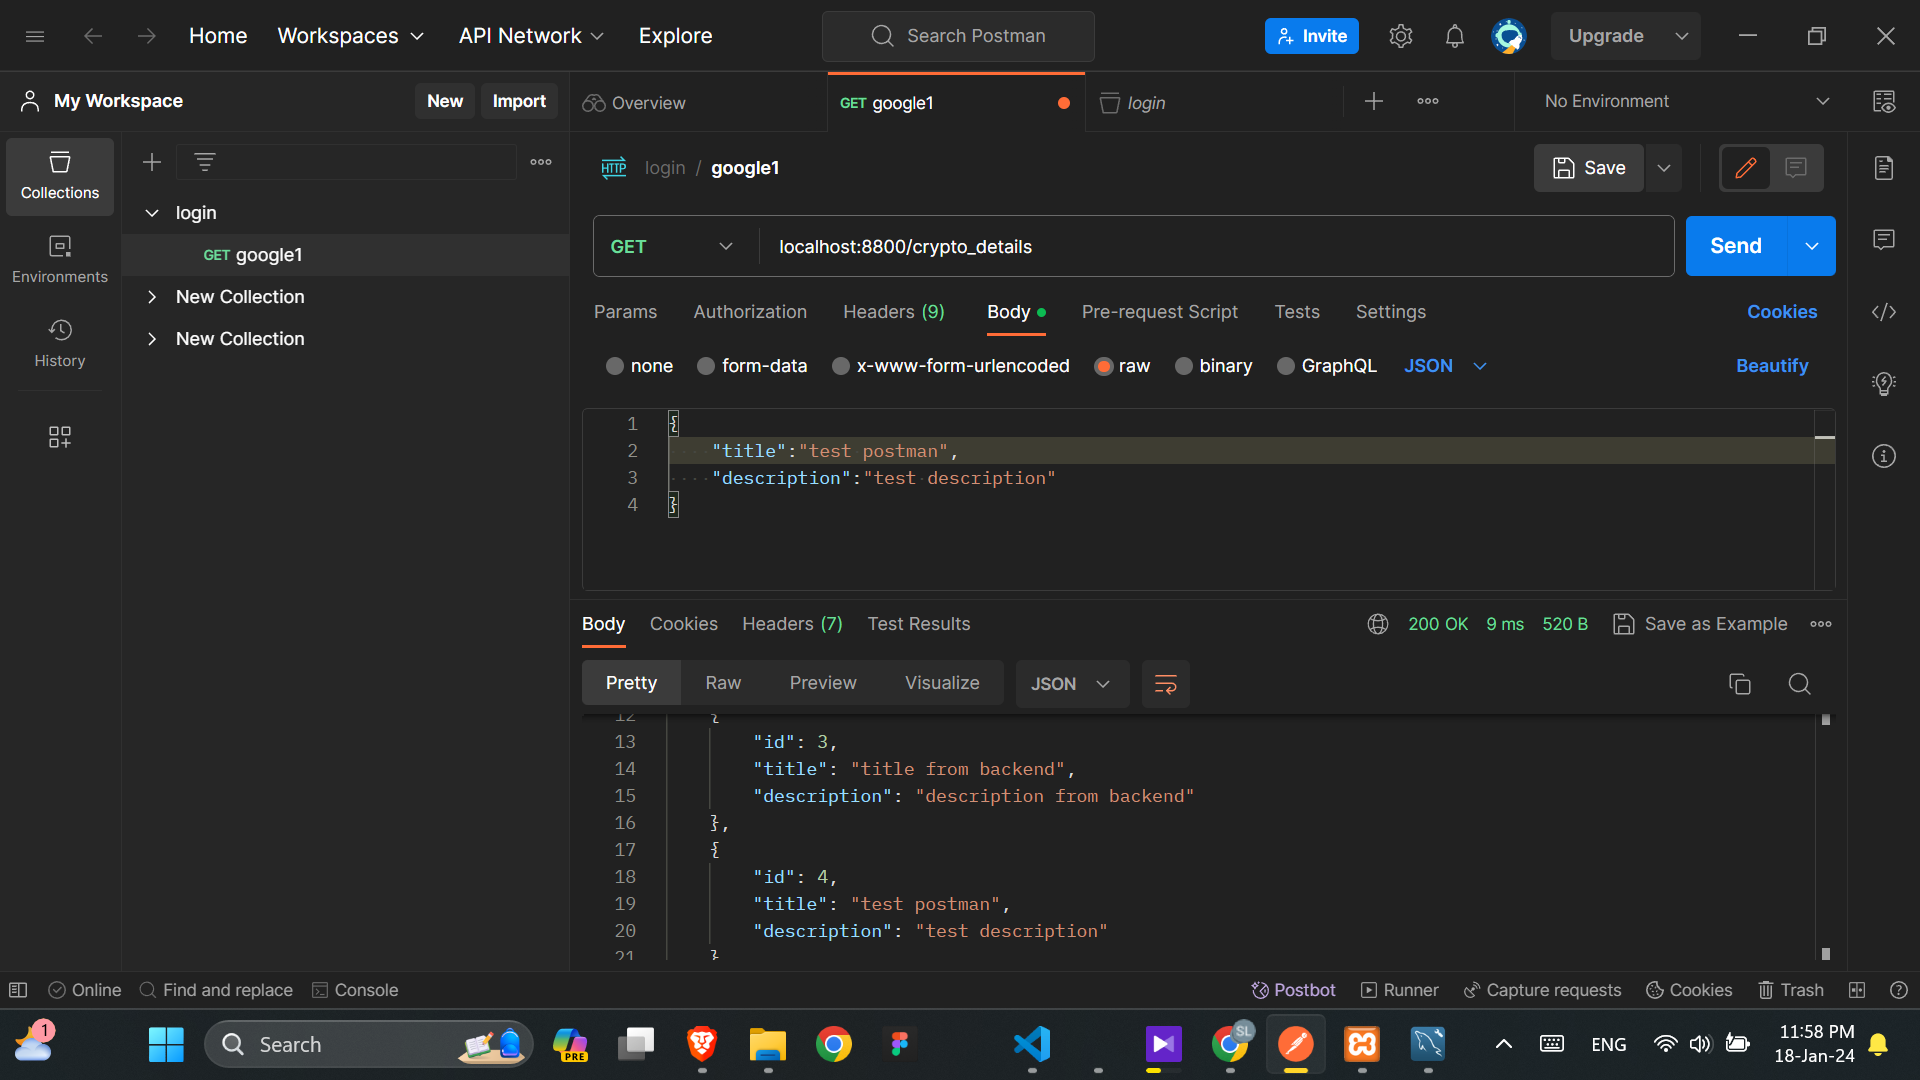 Home
Workspaces
API Network
Explore
Search Postman
Invite
Upgrade
My Workspace
New
Import
Overview
GET google1
login
No Environment
Collections
Environments
History
login
GET google1
New Collection
New Collection
HTTP
login / google1
Save
GET
localhost:8800/crypto_details
Send
Params
Authorization
Headers (9)
Body
Pre-request Script
Tests
Settings
Cookies
none
form-data
x-www-form-urlencoded
raw
binary
GraphQL
JSON
Beautify
1 {
2 "title":"test postman",
3 "description":"test description"
4 }
Body
Cookies
Headers (7)
Test Results
200 OK
9 ms
520 B
Save as Example
Pretty
Raw
Preview
Visualize
JSON
12 {
13 "id": 3,
14 "title": "title from backend",
15 "description": "description from backend"
16 },
17 {
18 "id": 4,
19 "title": "test postman",
20 "description": "test description"
21 }
Online
Find and replace
Console
Postbot
Runner
Capture requests
Cookies
Trash
1
Search
PRE
SL
ENG
11:58 PM
18-Jan-24